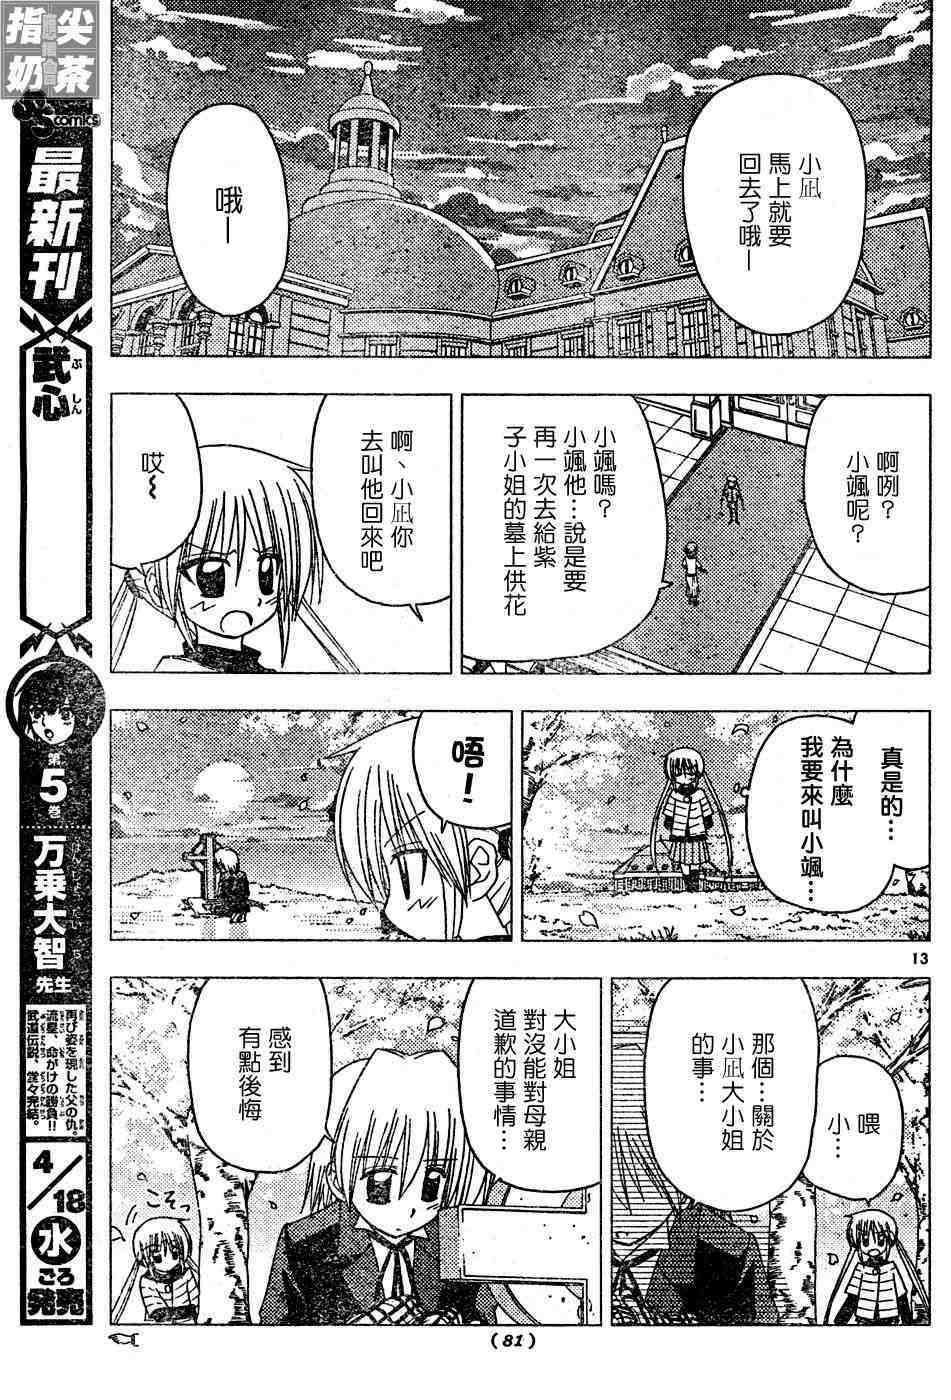 指尖
奶茶
comics
最新刊
武心
ぶしん
第
5
巻
万乗大智
先生
再び姿を現した父の仇。
流星、命がけの勝負!!
武道伝説、堂々完結。
4/18
水
ごろ
発売
小凪
馬上就要
回去了哦ー
哦ー
啊咧?
小颯呢?
小颯嗎?
小颯他…說是要
再一次去給紫
子小姐的墓上供花
啊、小凪你
去叫他回來吧
哎~
真是的…
為什麼
我要來叫小颯…
唔!
13
喂
小…
那個…關於
小凪大小姐
的事…
大小姐
對沒能對母親
道歉的事情…
感到
有點後悔
こそっ
(81)